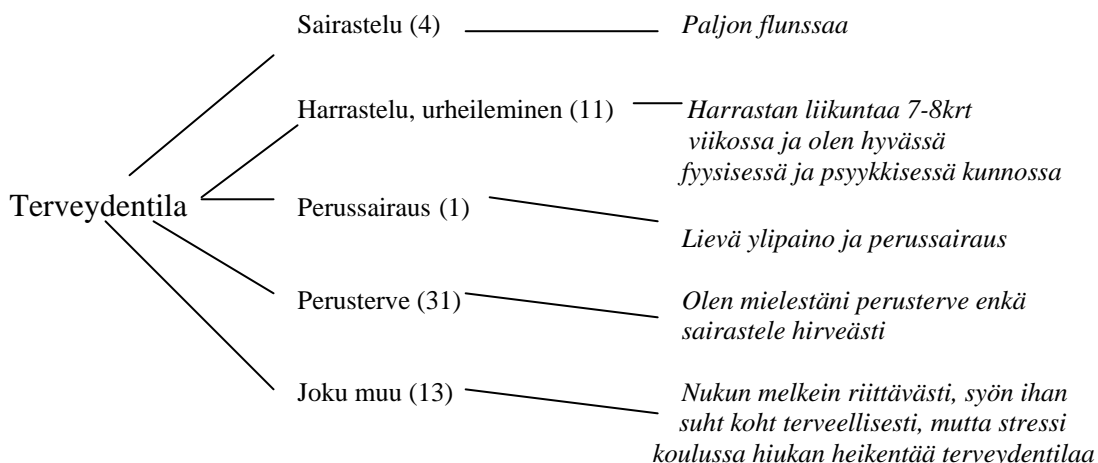 Sairastelu (4)
Paljon flunssaa
Harrastelu, urheileminen (11)
Harrastan liikuntaa 7-8krt
viikossa ja olen hyvässä
fyysisessä ja psyykkisessä kunnossa
Terveydentila
Perussairaus (1)
Lievä ylipaino ja perussairaus
Perusterve (31)
Olen mielestäni perusterve enkä
sairastele hirveästi
Joku muu (13)
Nukun melkein riittävästi, syön ihan
suht koht terveellisesti, mutta stressi
koulussa hiukan heikentää terveydentilaa